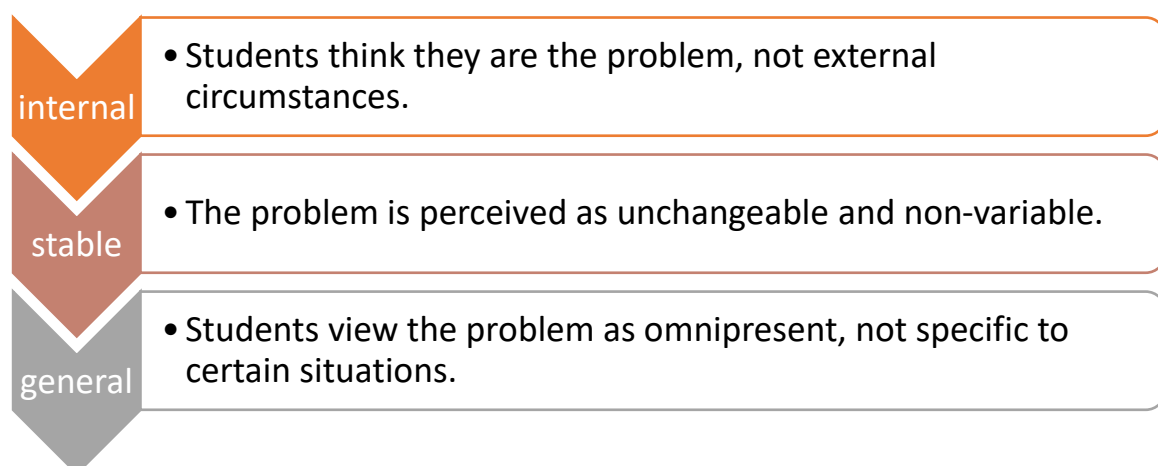 internal
• Students think they are the problem, not external
circumstances.
stable
• The problem is perceived as unchangeable and non-variable.
general
• Students view the problem as omnipresent, not specific to
certain situations.